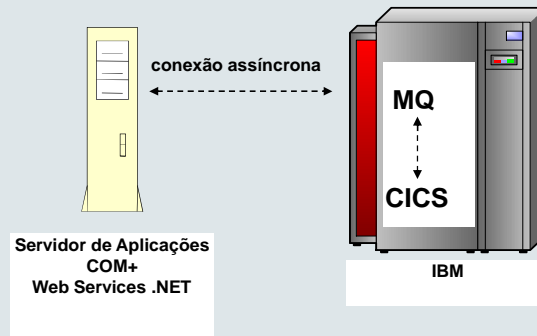 conexão assíncrona
MQ
CICS
Servidor de Aplicações
COM+
Web Services .NET
IBM